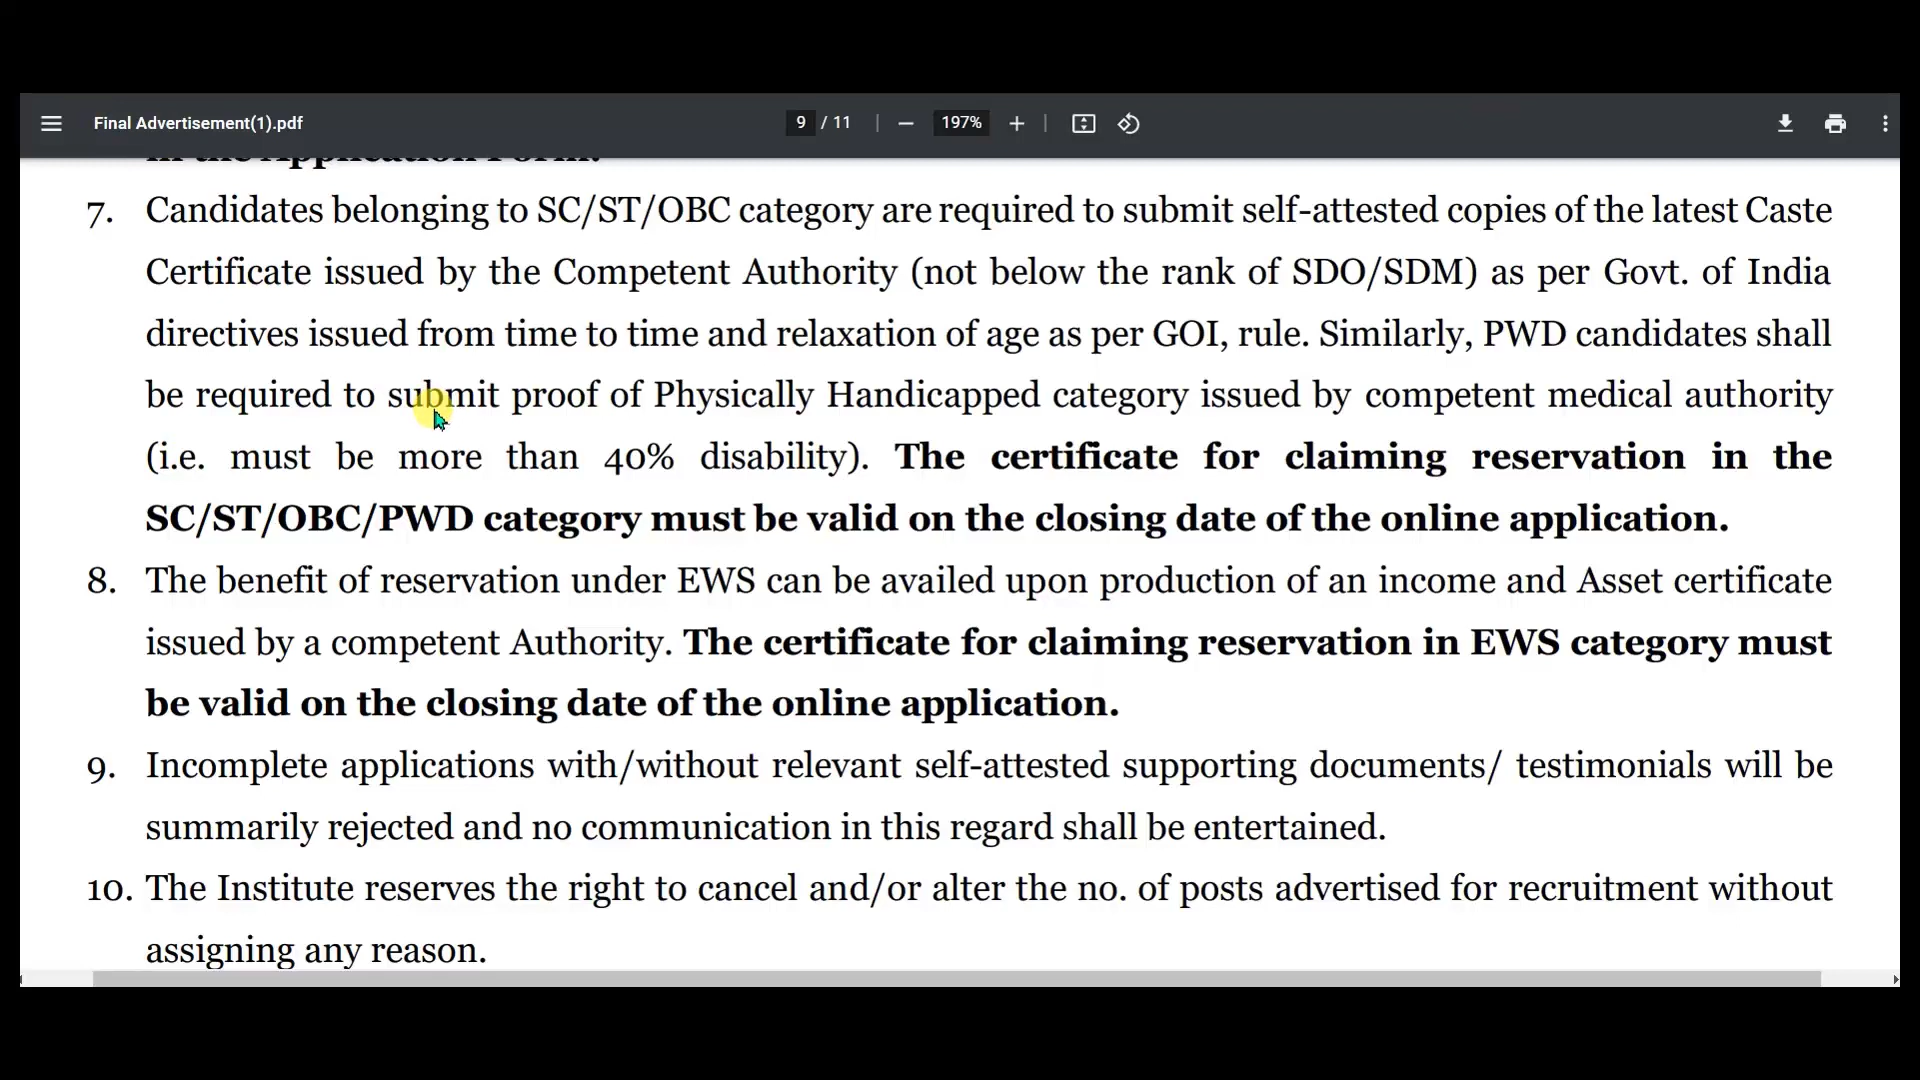 Final Advertisement(1).pdf
9 / 11
197%
in the Application Form.
7. Candidates belonging to SC/ST/OBC category are required to submit self-attested copies of the latest Caste
Certificate issued by the Competent Authority (not below the rank of SDO/SDM) as per Govt. of India
directives issued from time to time and relaxation of age as per GOI, rule. Similarly, PWD candidates shall
be required to submit proof of Physically Handicapped category issued by competent medical authority
(i.e. must be more than 40% disability). The certificate for claiming reservation in the
SC/ST/OBC/PWD category must be valid on the closing date of the online application.
8. The benefit of reservation under EWS can be availed upon production of an income and Asset certificate
issued by a competent Authority. The certificate for claiming reservation in EWS category must
be valid on the closing date of the online application.
9. Incomplete applications with/without relevant self-attested supporting documents/ testimonials will be
summarily rejected and no communication in this regard shall be entertained.
10. The Institute reserves the right to cancel and/or alter the no. of posts advertised for recruitment without
assigning any reason.